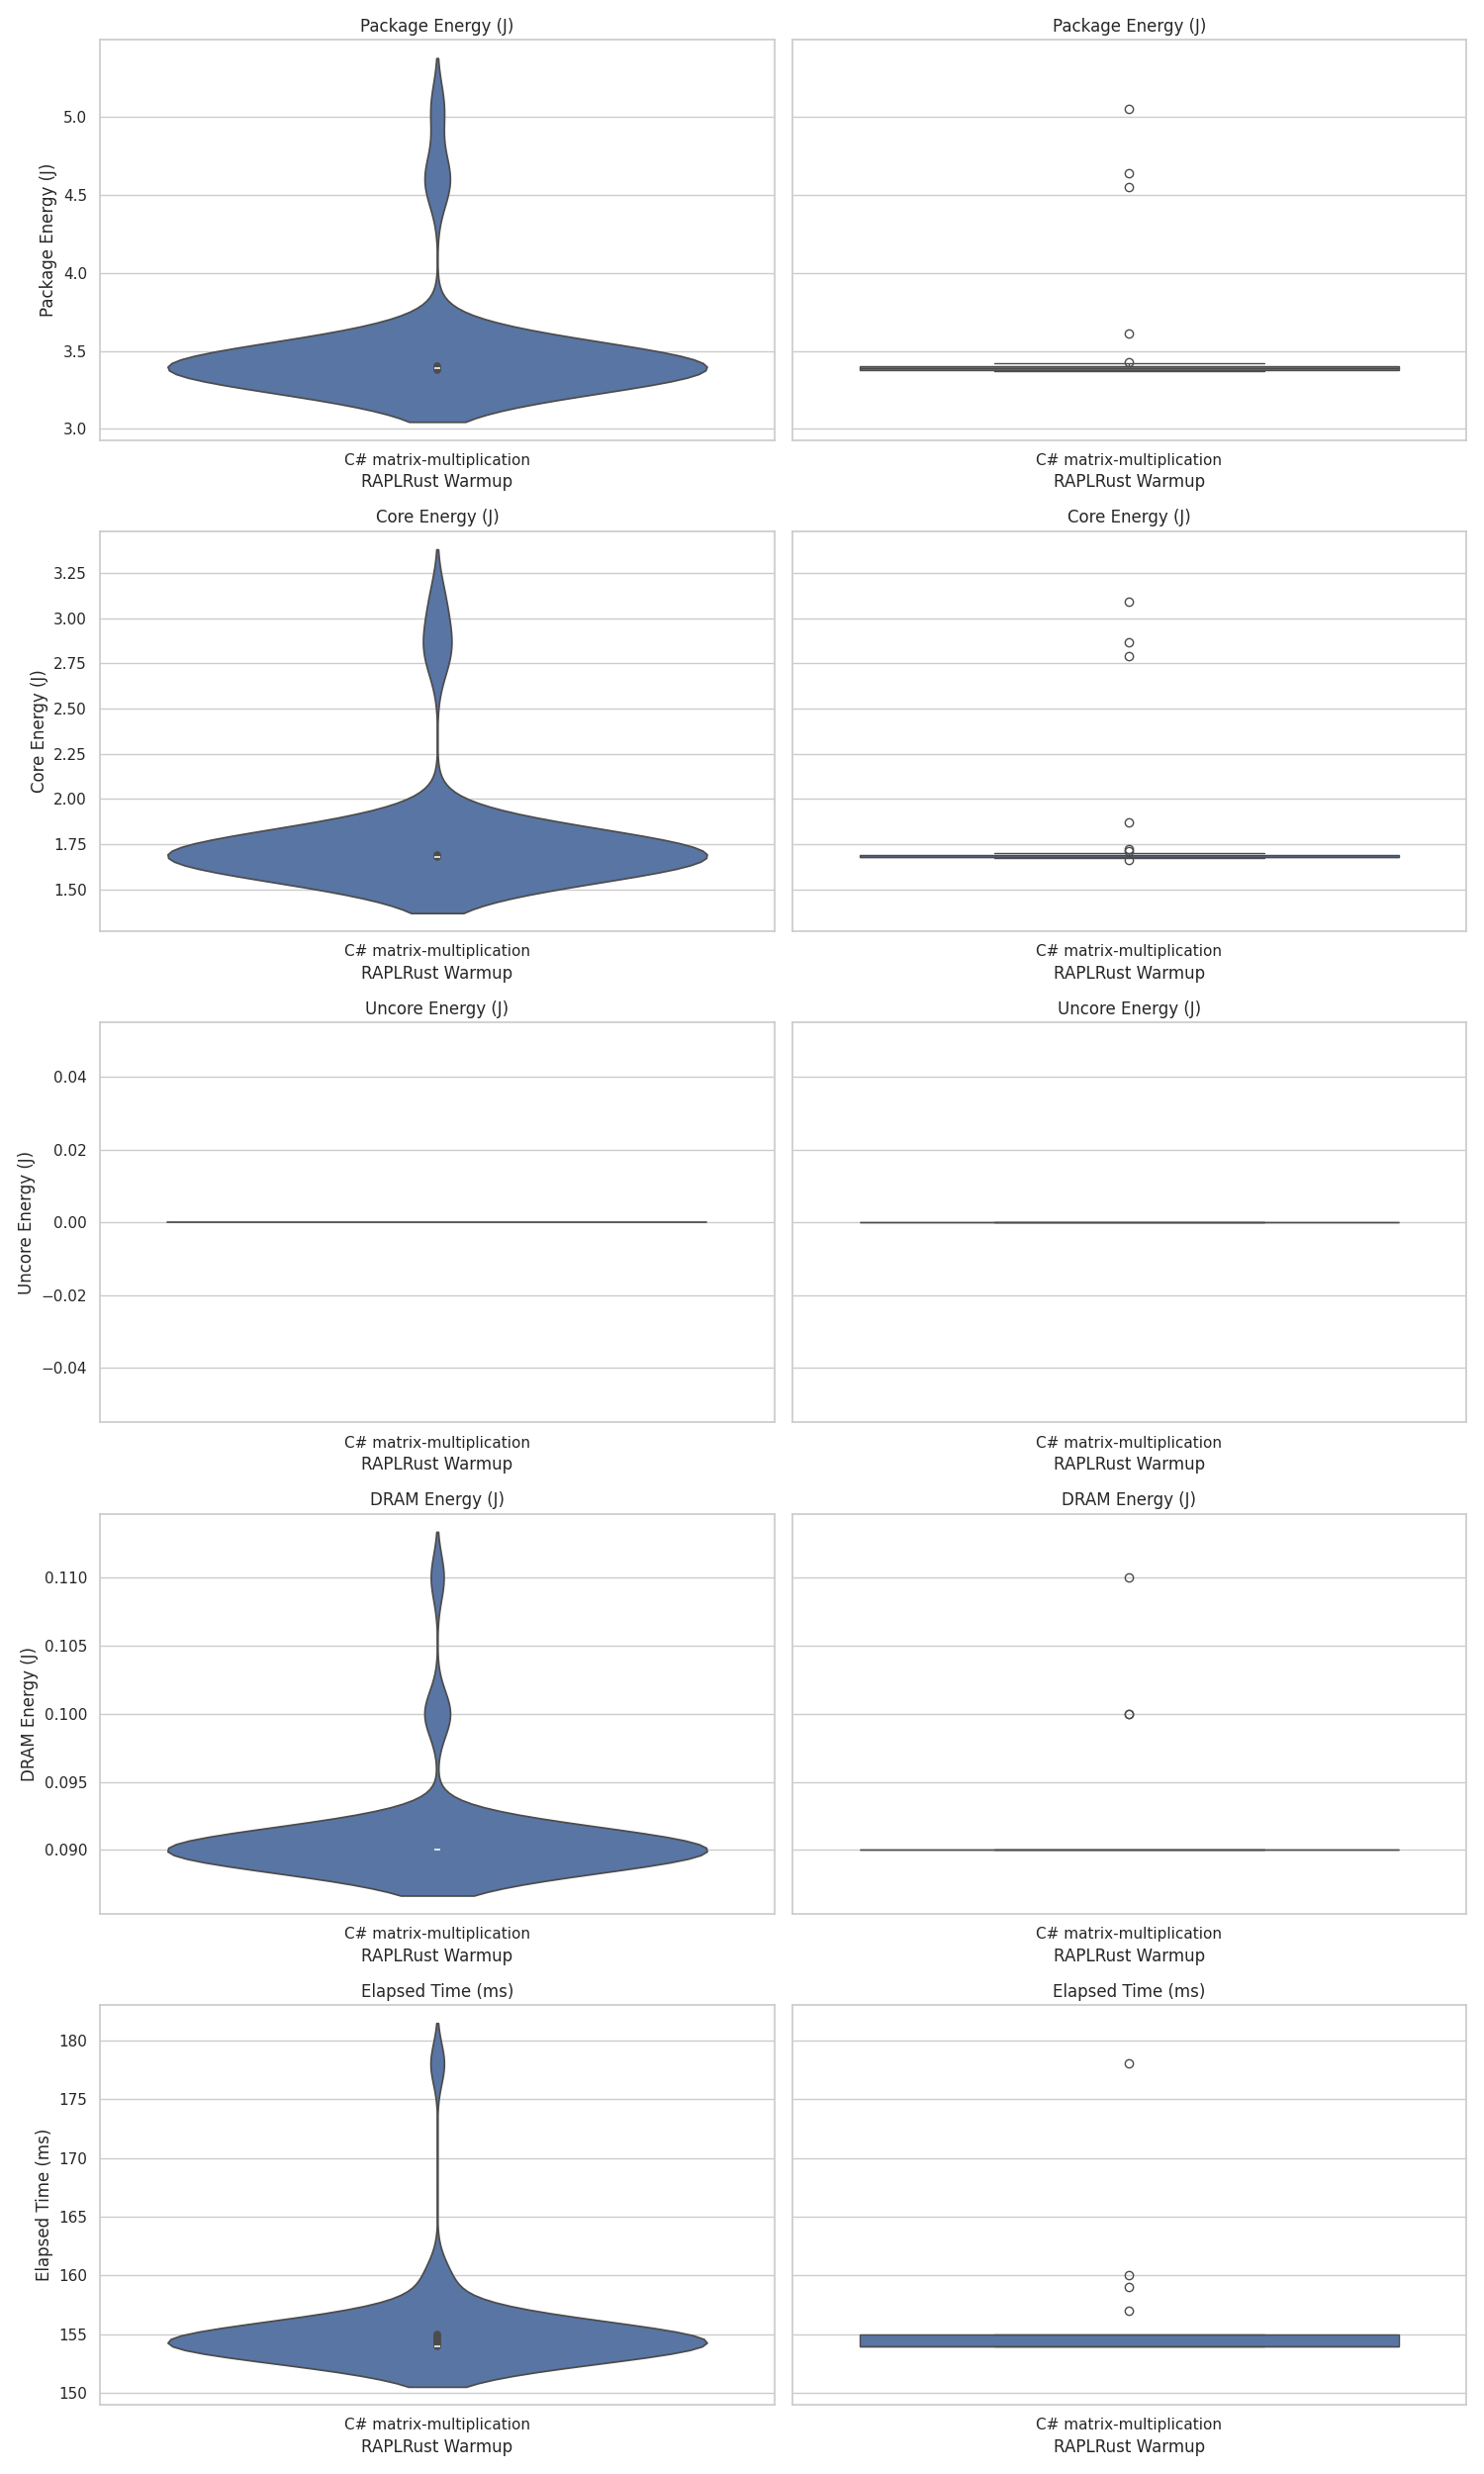 Package Energy (J)
Package Energy (J)
Package Energy (J)
5.0
4.5
4.0
3.5
3.0
C# matrix-multiplication
C# matrix-multiplication
RAPLRust Warmup
RAPLRust Warmup
Core Energy (J)
Core Energy (J)
Core Energy (J)
3.25
3.00
2.75
2.50
2.25
2.00
1.75
1.50
C# matrix-multiplication
C# matrix-multiplication
RAPLRust Warmup
RAPLRust Warmup
Uncore Energy (J)
Uncore Energy (J)
Uncore Energy (J)
0.04
0.02
0.00
−0.02
−0.04
C# matrix-multiplication
C# matrix-multiplication
RAPLRust Warmup
RAPLRust Warmup
DRAM Energy (J)
DRAM Energy (J)
DRAM Energy (J)
0.110
0.105
0.100
0.095
0.090
C# matrix-multiplication
C# matrix-multiplication
RAPLRust Warmup
RAPLRust Warmup
Elapsed Time (ms)
Elapsed Time (ms)
Elapsed Time (ms)
180
175
170
165
160
155
150
C# matrix-multiplication
C# matrix-multiplication
RAPLRust Warmup
RAPLRust Warmup